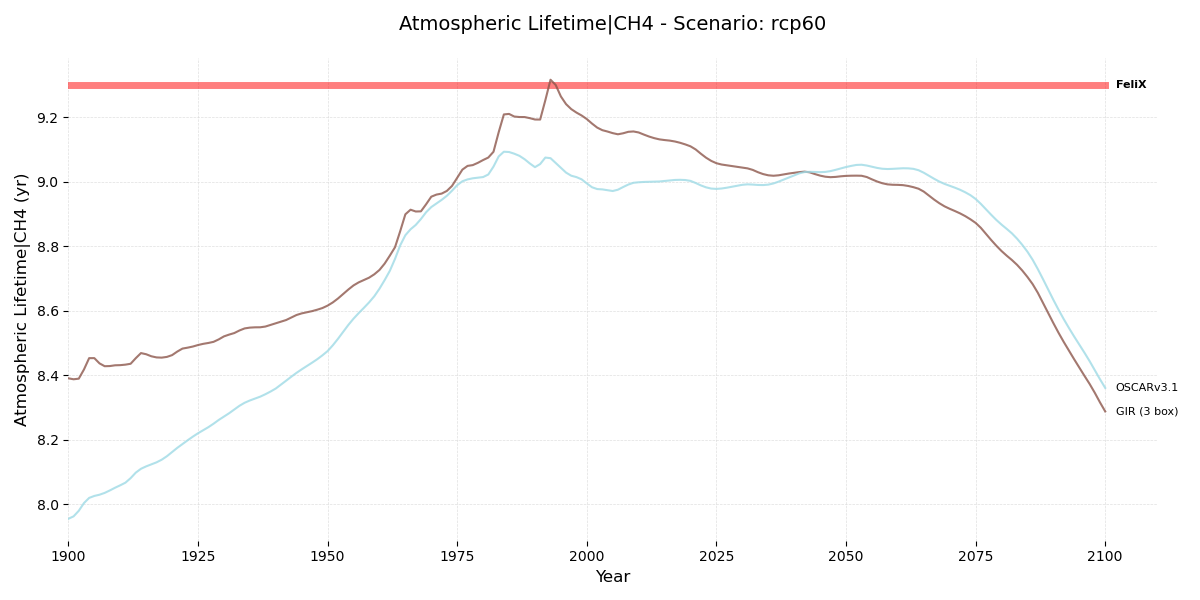 Atmospheric Lifetime|CH4 - Scenario: rcp60
Atmospheric Lifetime|CH4 (yr)
9.2
9.0
8.8
8.6
8.4
8.2
8.0
FeliX
OSCARv3.1
GIR (3 box)
1900 1925 1950 1975 2000 2025 2050 2075 2100
Year